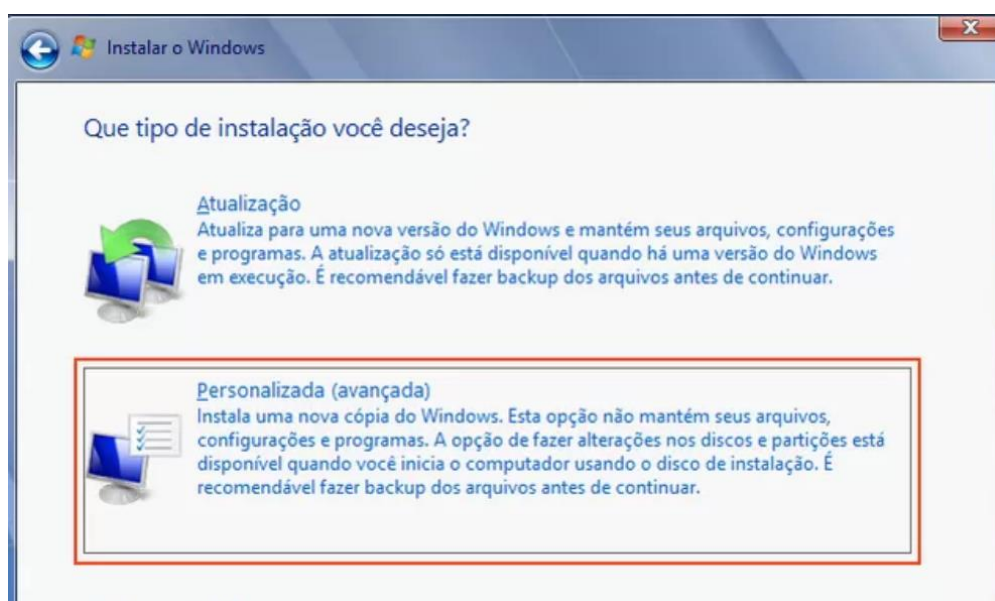 Instalar o Windows
Que tipo de instalação você deseja?
Atualização
Atualiza para uma nova versão do Windows e mantém seus arquivos, configurações
e programas. A atualização só está disponível quando há uma versão do Windows
em execução. É recomendável fazer backup dos arquivos antes de continuar.
Personalizada (avançada)
Instala uma nova cópia do Windows. Esta opção não mantém seus arquivos,
configurações e programas. A opção de fazer alterações nos discos e partições está
disponível quando você inicia o computador usando o disco de instalação. É
recomendável fazer backup dos arquivos antes de continuar.